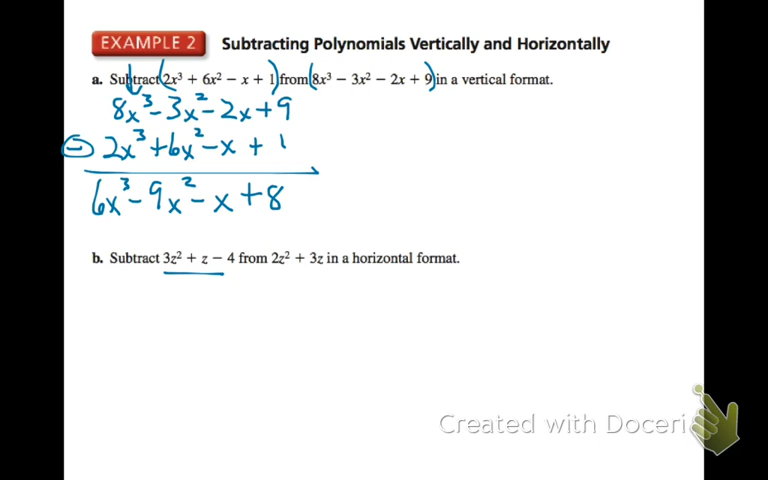 EXAMPLE 2 Subtracting Polynomials Vertically and Horizontally
a. Subtract (2x³ + 6x² − x + 1) from (8x³ − 3x² − 2x + 9) in a vertical format.
8x³ − 3x² − 2x + 9
− 2x³ + 6x² − x + 1
6x³ − 9x² − x + 8
b. Subtract 3z² + z − 4 from 2z² + 3z in a horizontal format.
Created with Doceri